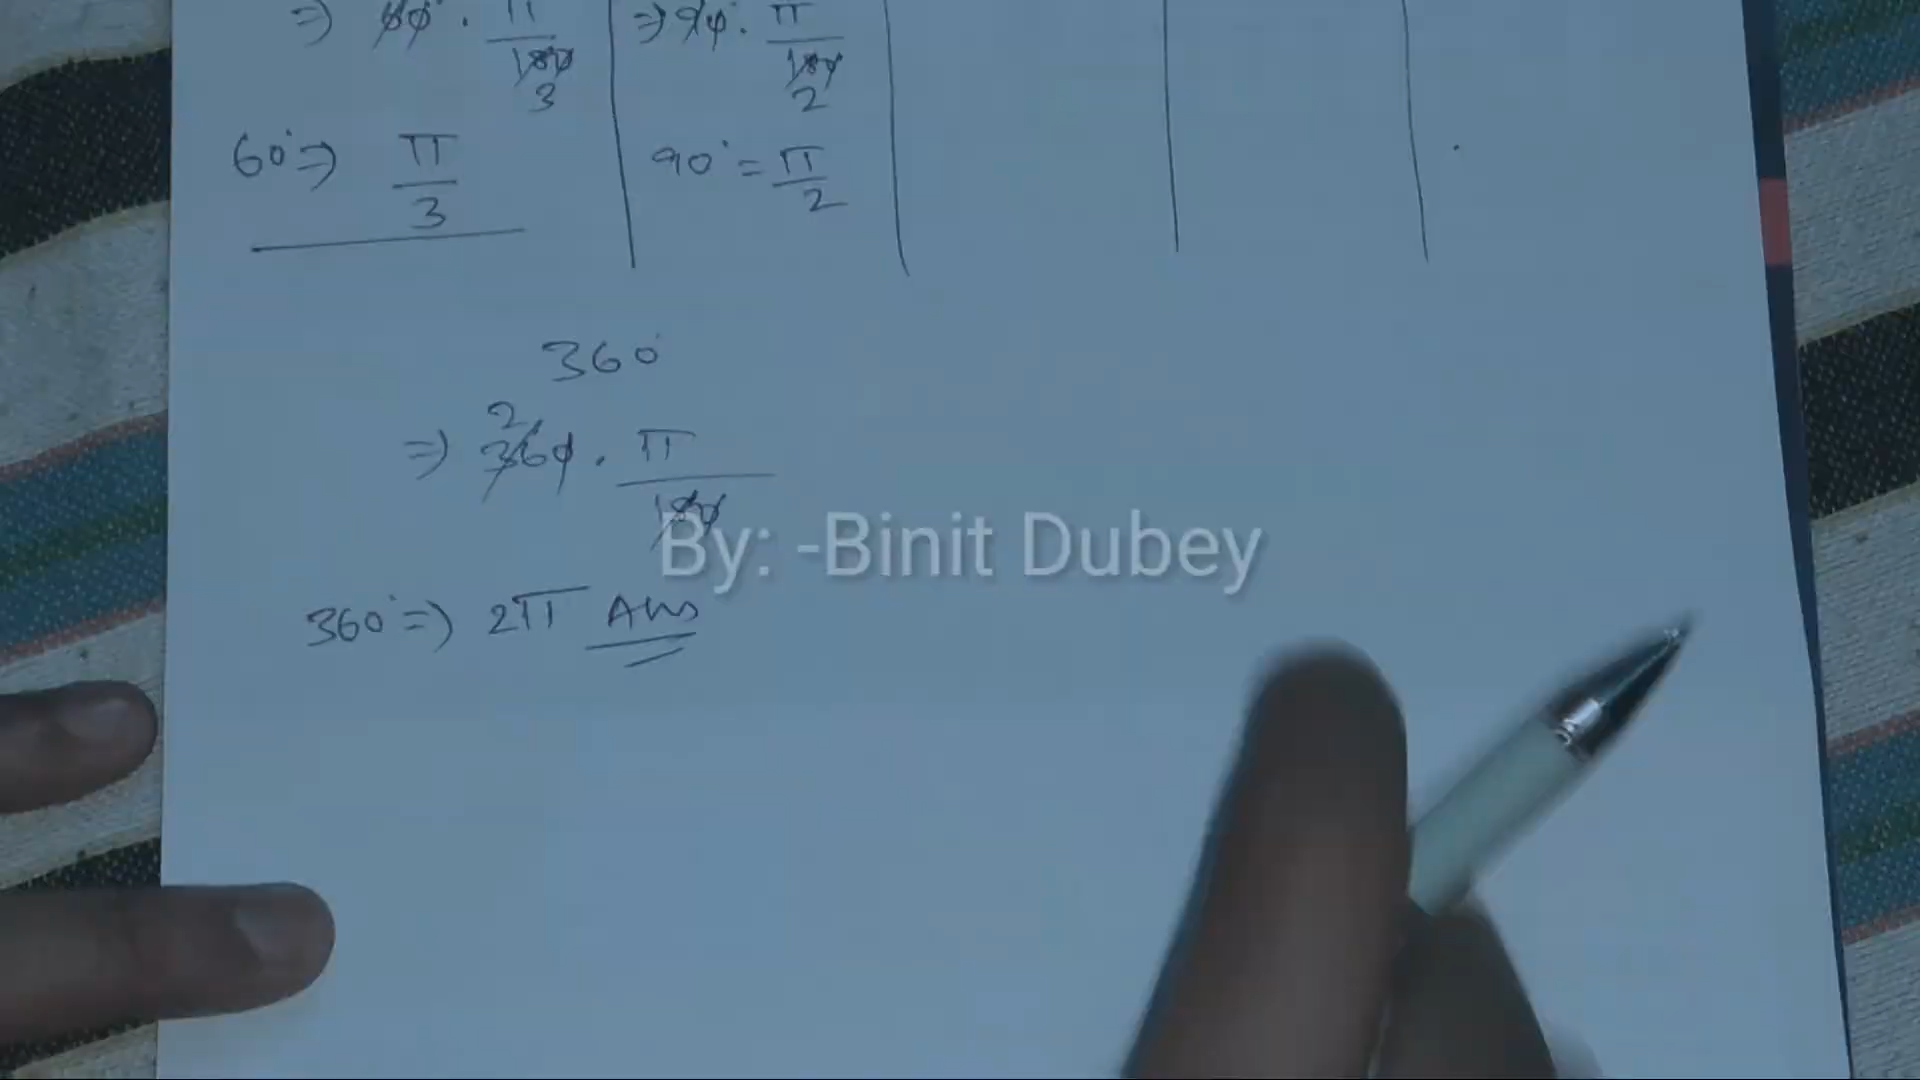 ⇒ 60° . π/180 3
60° ⇒ π/3
⇒ 90° . π/180 2
90° = π/2
360°
⇒ 2 360 . π/180
By: -Binit Dubey
360° ⇒ 2π Ans